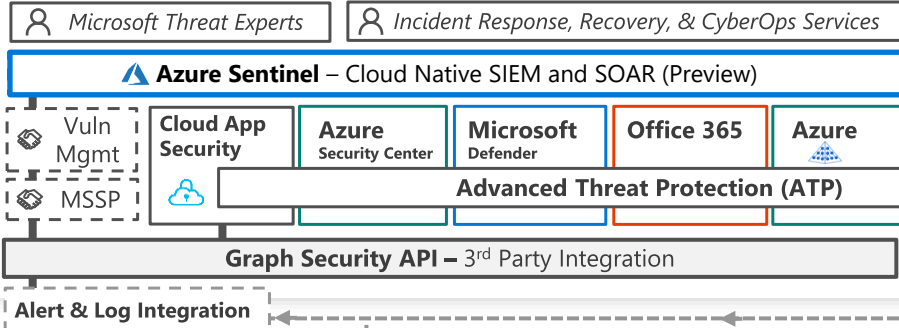 Microsoft Threat Experts
Incident Response, Recovery, & CyberOps Services
Azure Sentinel – Cloud Native SIEM and SOAR (Preview)
Vuln
Mgmt
MSSP
Cloud App
Security
Azure
Security Center
Microsoft
Defender
Office 365
Azure
Advanced Threat Protection (ATP)
Graph Security API – 3rd Party Integration
Alert & Log Integration